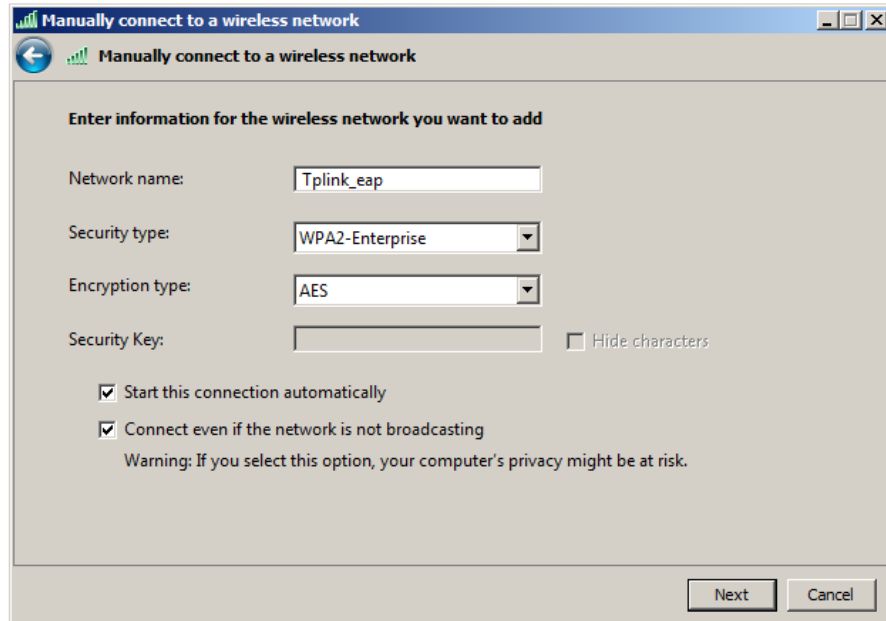 Manually connect to a wireless network
Manually connect to a wireless network
Enter information for the wireless network you want to add
Network name: Tplink_eap
Security type: WPA2-Enterprise
Encryption type: AES
Security Key: Hide characters
Start this connection automatically
Connect even if the network is not broadcasting
Warning: If you select this option, your computer's privacy might be at risk.
Next Cancel